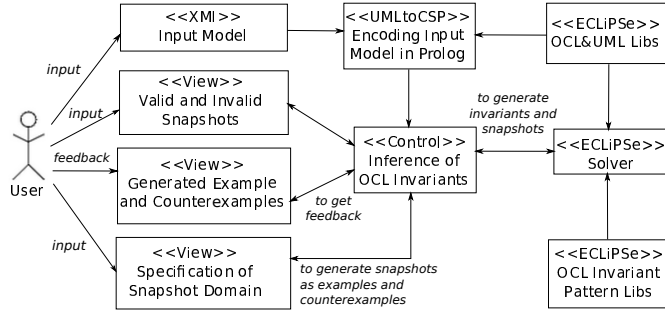 <<XMI>>
Input Model
<<UMLtoCSP>>
Encoding Input
Model in Prolog
<<ECLiPSe>>
OCL&UML Libs
input
<<View>>
Valid and Invalid
Snapshots
input
to generate
invariants and
snapshots
User
feedback
<<View>>
Generated Example
and Counterexamples
<<Control>>
Inference of
OCL Invariants
<<ECLiPSe>>
Solver
to get
feedback
input
<<View>>
Specification of
Snapshot Domain
to generate snapshots
as examples and
counterexamples
<<ECLiPSe>>
OCL Invariant
Pattern Libs